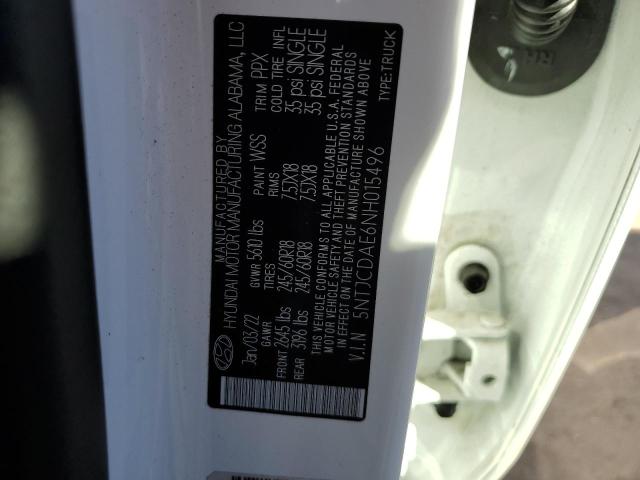 MANUFACTURED BY
HYUNDAI MOTOR MANUFACTURING ALABAMA, LLC
Jan/03/22 GVWR 5610 lbs PAINT WSS TRIM PPX
GAWR TIRES RIMS COLD TIRE INFL
FRONT 2645 lbs 245/60R18 7.5JX18 35 psi SINGLE
REAR 3196 lbs 245/60R18 7.5JX18 35 psi SINGLE
THIS VEHICLE CONFORMS TO ALL APPLICABLE U.S.A. FEDERAL
MOTOR VEHICLE SAFETY AND THEFT PREVENTION STANDARDS
IN EFFECT ON THE DATE OF MANUFACTURE SHOWN ABOVE
V.I.N 5NTJCDAE6NH015496 TYPE:TRUCK
RH